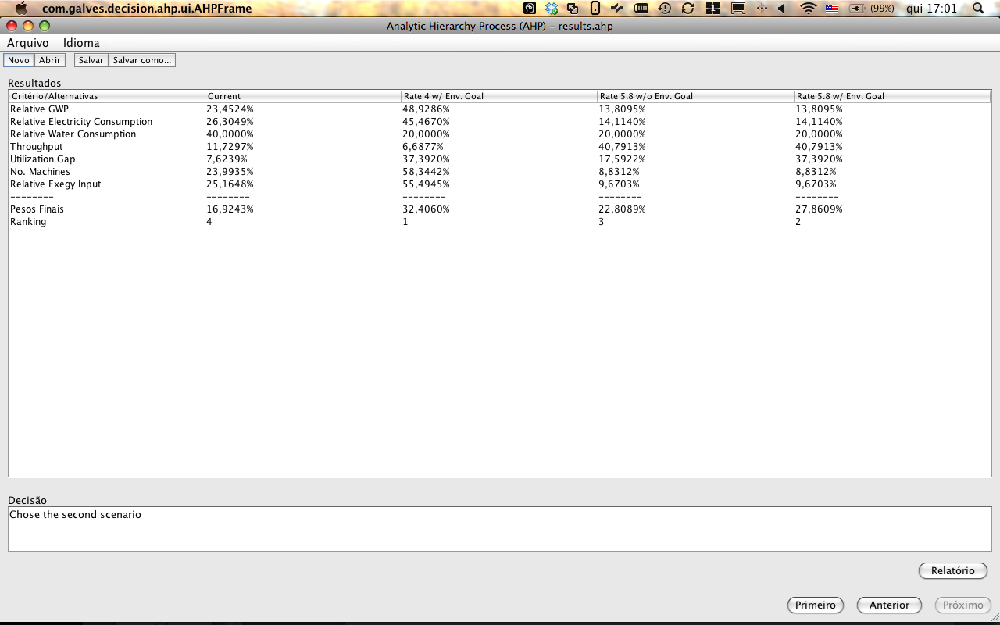 com.galves.decision.ahp.ui.AHPFrame 1 (99%) qui 17:01
Analytic Hierarchy Process (AHP) – results.ahp
Arquivo Idioma
Novo Abrir Salvar Salvar como...
Resultados
Critério/Alternativas Current Rate 4 w/ Env. Goal Rate 5.8 w/o Env. Goal Rate 5.8 w/ Env. Goal
Relative GWP 23,4524% 48,9286% 13,8095% 13,8095%
Relative Electricity Consumption 26,3049% 45,4670% 14,1140% 14,1140%
Relative Water Consumption 40,0000% 20,0000% 20,0000% 20,0000%
Throughput 11,7297% 6,6877% 40,7913% 40,7913%
Utilization Gap 7,6239% 37,3920% 17,5922% 37,3920%
No. Machines 23,9935% 58,3442% 8,8312% 8,8312%
Relative Exegy Input 25,1648% 55,4945% 9,6703% 9,6703%
-------- -------- -------- -------- --------
Pesos Finais 16,9243% 32,4060% 22,8089% 27,8609%
Ranking 4 1 3 2
Decisão
Chose the second scenario
Relatório
Primeiro Anterior Próximo